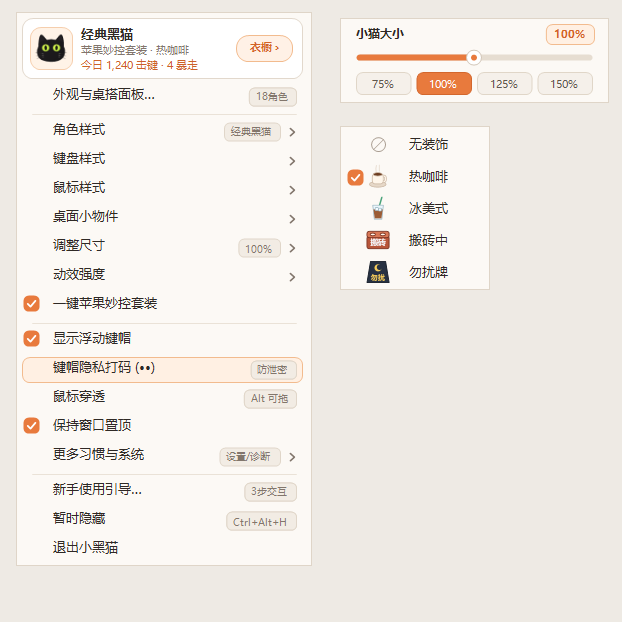 经典黑猫
苹果妙控套装 · 热咖啡
今日 1,240 击键 · 4 暴走
衣橱 ›
外观与桌搭面板...
18角色
角色样式
经典黑猫
键盘样式
鼠标样式
桌面小物件
调整尺寸
100%
动效强度
一键苹果妙控套装
显示浮动键帽
键帽隐私打码 (••)
防泄密
鼠标穿透
Alt 可拖
保持窗口置顶
更多习惯与系统
设置/诊断
新手使用引导...
3步交互
暂时隐藏
Ctrl+Alt+H
退出小黑猫
小猫大小
100%
75%
100%
125%
150%
无装饰
热咖啡
冰美式
搬砖
搬砖中
勿扰
勿扰牌